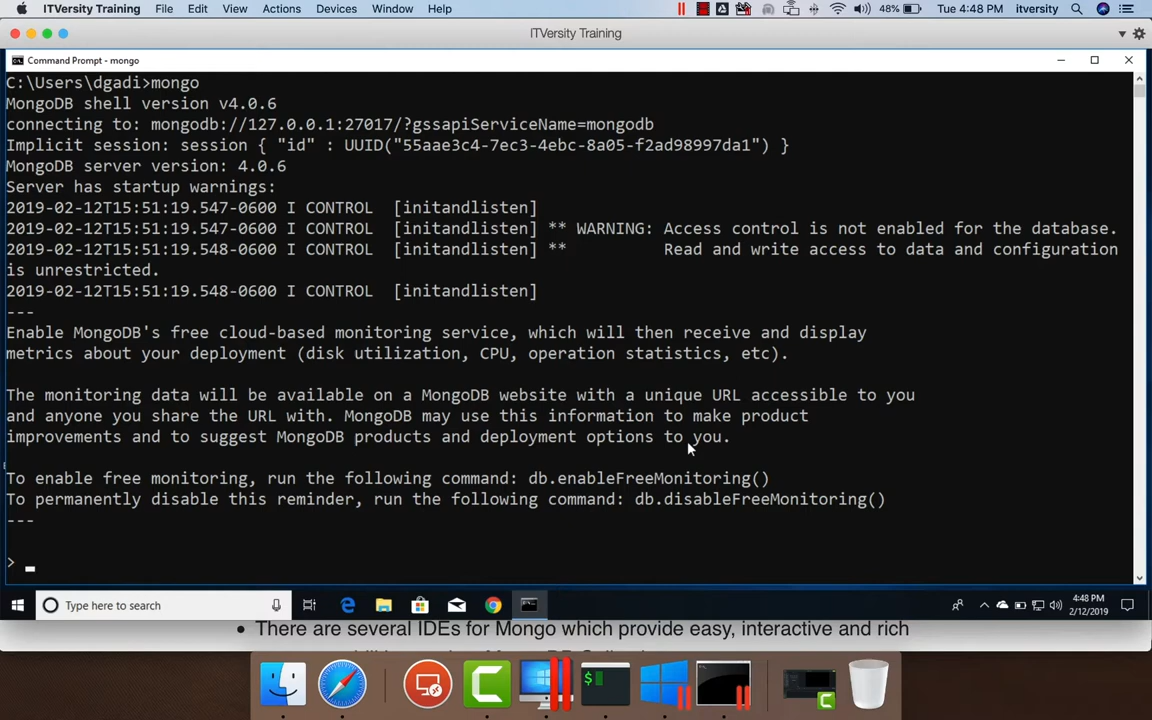 ITVersity Training File Edit View Actions Devices Window Help 48% Tue 4:48 PM itversity
ITVersity Training
Command Prompt - mongo
C:\Users\dgadi>mongo
MongoDB shell version v4.0.6
connecting to: mongodb://127.0.0.1:27017/?gssapiServiceName=mongodb
Implicit session: session { "id" : UUID("55aae3c4-7ec3-4ebc-8a05-f2ad98997da1") }
MongoDB server version: 4.0.6
Server has startup warnings:
2019-02-12T15:51:19.547-0600 I CONTROL  [initandlisten]
2019-02-12T15:51:19.547-0600 I CONTROL  [initandlisten] ** WARNING: Access control is not enabled for the database.
2019-02-12T15:51:19.548-0600 I CONTROL  [initandlisten] **          Read and write access to data and configuration
is unrestricted.
2019-02-12T15:51:19.548-0600 I CONTROL  [initandlisten]
---
Enable MongoDB's free cloud-based monitoring service, which will then receive and display
metrics about your deployment (disk utilization, CPU, operation statistics, etc).
The monitoring data will be available on a MongoDB website with a unique URL accessible to you
and anyone you share the URL with. MongoDB may use this information to make product
improvements and to suggest MongoDB products and deployment options to you.
To enable free monitoring, run the following command: db.enableFreeMonitoring()
To permanently disable this reminder, run the following command: db.disableFreeMonitoring()
---
>
Type here to search
4:48 PM
2/12/2019
• There are several IDEs for Mongo which provide easy, interactive and rich